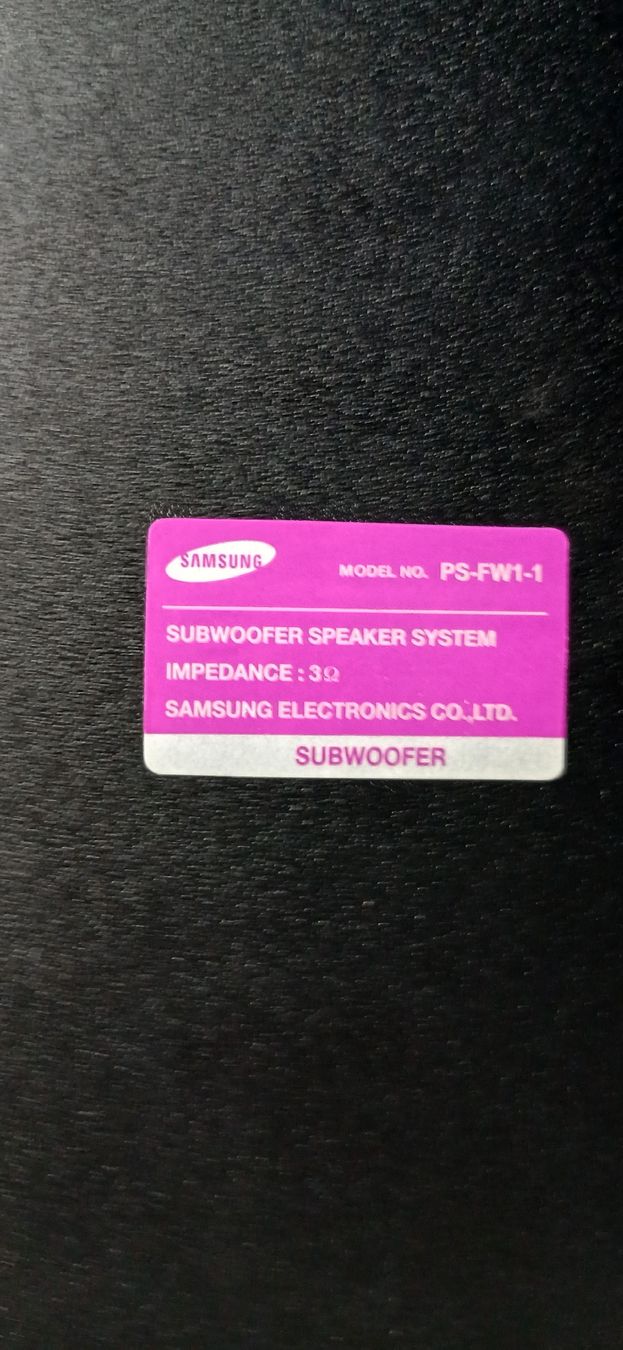 SAMSUNG MODEL NO. PS-FW1-1
SUBWOOFER SPEAKER SYSTEM
IMPEDANCE : 3Ω
SAMSUNG ELECTRONICS CO.,LTD.
SUBWOOFER